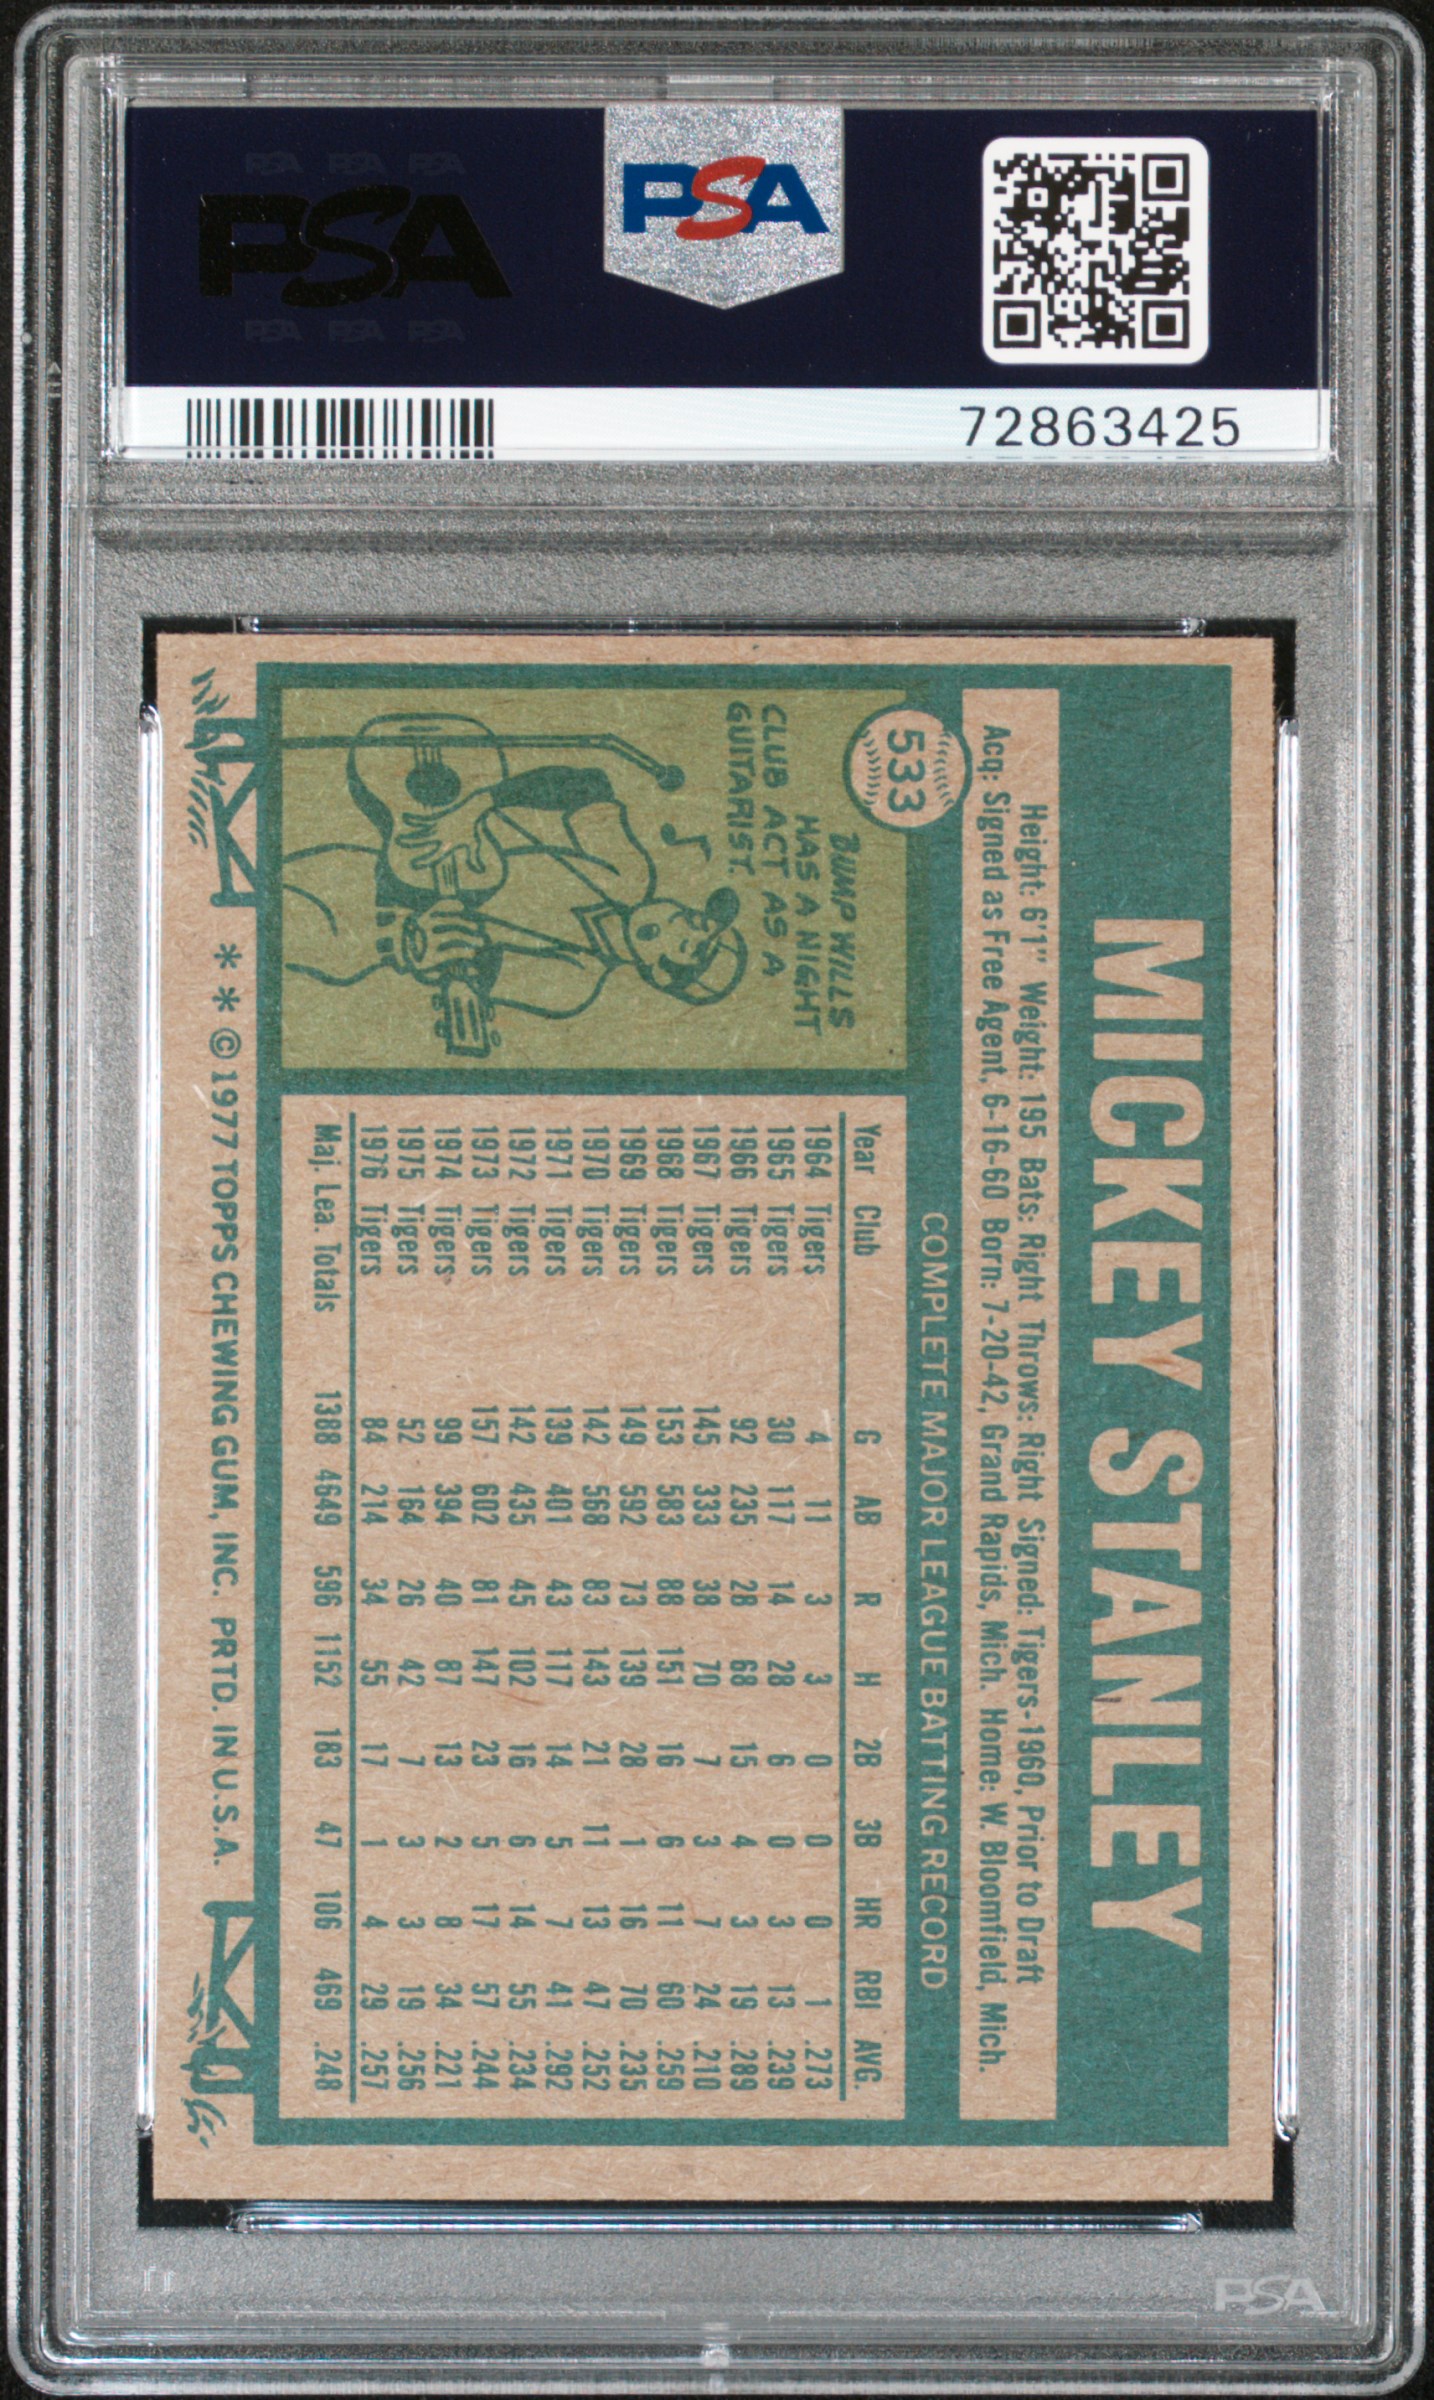 PSA PSA PSA
PSA
PSA PSA PSA
PSA
72863425
MICKEY STANLEY
Height: 6'1" Weight: 195 Bats: Right Throws: Right Signed: Tigers-1960, Prior to Draft
Acq: Signed as Free Agent, 6-16-60 Born: 7-20-42, Grand Rapids, Mich. Home: W. Bloomfield, Mich.
533
BUMP WILLS
HAS A NIGHT
CLUB ACT AS A
GUITARIST.
COMPLETE MAJOR LEAGUE BATTING RECORD
Year Club G AB R H 2B 3B HR RBI AVG.
1964 Tigers 4 11 3 3 0 0 0 1 .273
1965 Tigers 30 117 14 28 6 0 3 13 .239
1966 Tigers 92 235 28 68 15 4 3 19 .289
1967 Tigers 145 333 38 70 7 3 7 24 .210
1968 Tigers 153 583 88 151 16 6 11 60 .259
1969 Tigers 149 592 73 139 28 1 16 70 .235
1970 Tigers 142 568 83 143 21 11 13 47 .252
1971 Tigers 139 401 43 117 14 5 7 41 .292
1972 Tigers 142 435 45 102 16 6 14 55 .234
1973 Tigers 157 602 81 147 23 5 17 57 .244
1974 Tigers 99 394 40 87 13 2 8 34 .221
1975 Tigers 52 164 26 42 7 3 3 19 .256
1976 Tigers 84 214 34 55 17 1 4 29 .257
Maj. Lea. Totals 1388 4649 596 1152 183 47 106 469 .248
* * © 1977 TOPPS CHEWING GUM, INC. PRTD. IN U.S.A.
PSA